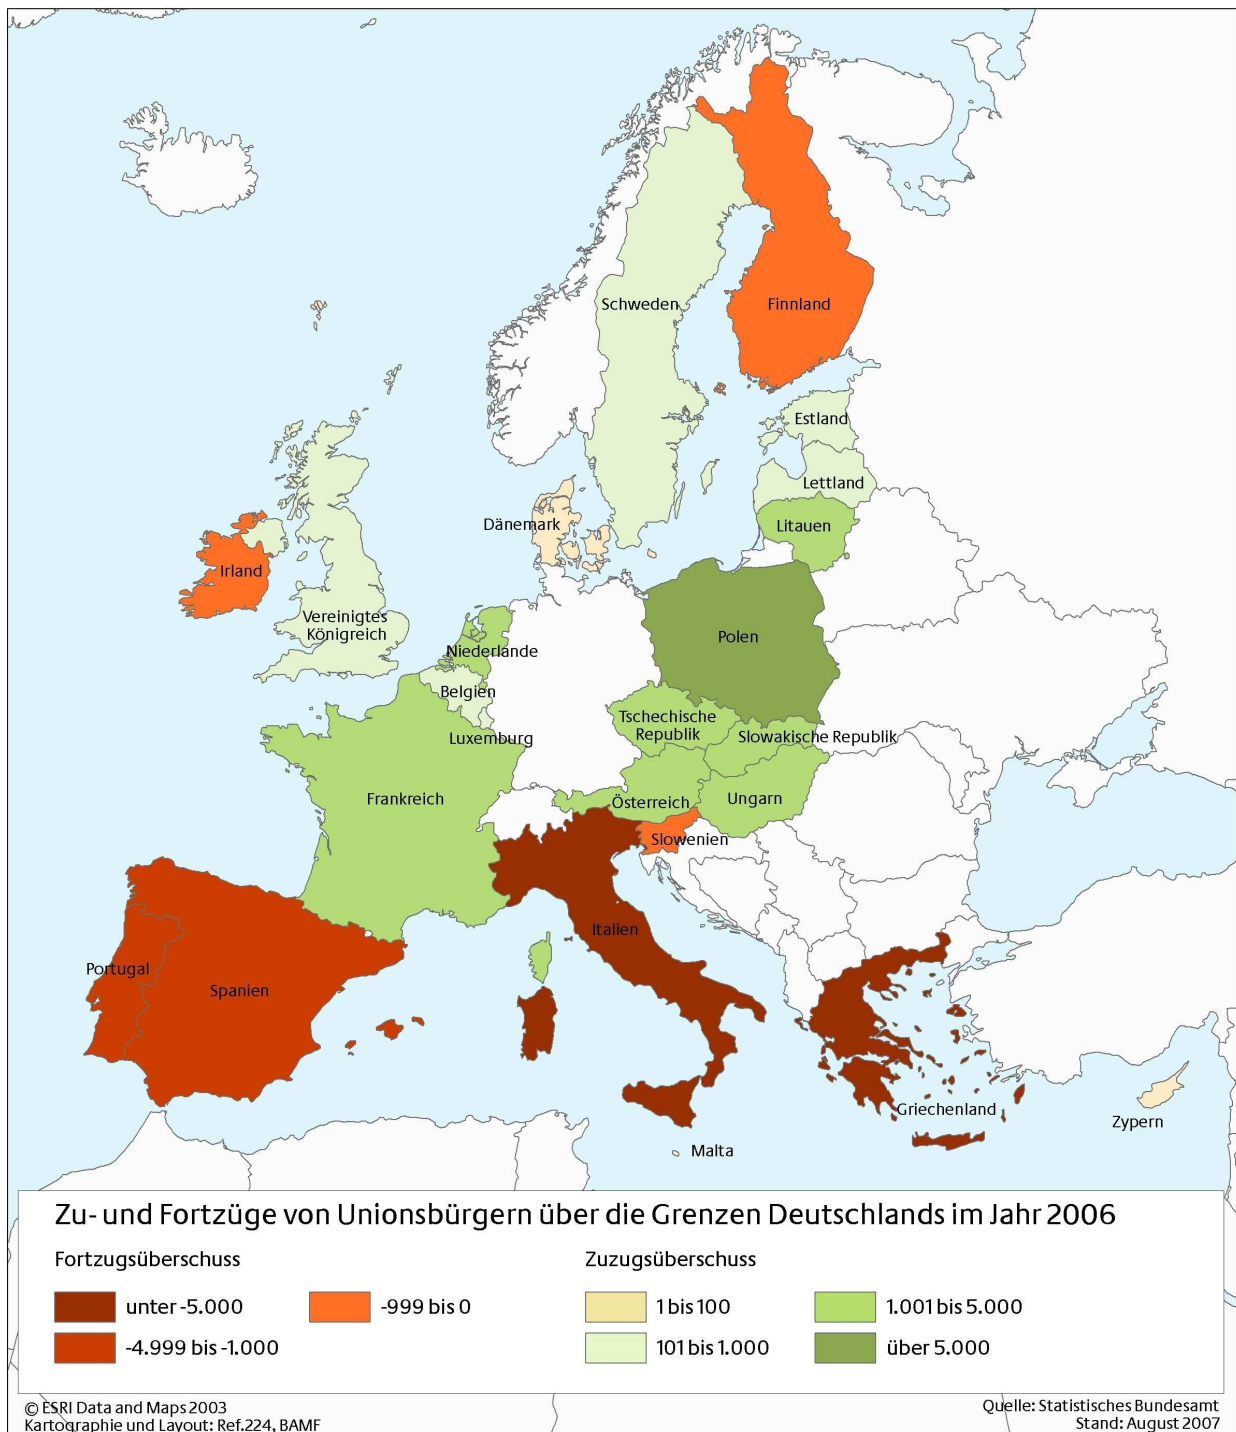 Schweden
Finnland
Estland
Lettland
Litauen
Dänemark
Irland
Vereinigtes
Königreich
Niederlande
Polen
Belgien
Luxemburg
Tschechische
Republik
Slowakische Republik
Frankreich
Österreich
Ungarn
Slowenien
Italien
Portugal
Spanien
Griechenland
Zypern
Malta
Zu- und Fortzüge von Unionsbürgern über die Grenzen Deutschlands im Jahr 2006
Fortzugsüberschuss
unter -5.000
-4.999 bis -1.000
-999 bis 0
Zuzugsüberschuss
1 bis 100
101 bis 1.000
1.001 bis 5.000
über 5.000
© ESRI Data and Maps 2003
Kartographie und Layout: Ref.224, BAMF
Quelle: Statistisches Bundesamt
Stand: August 2007